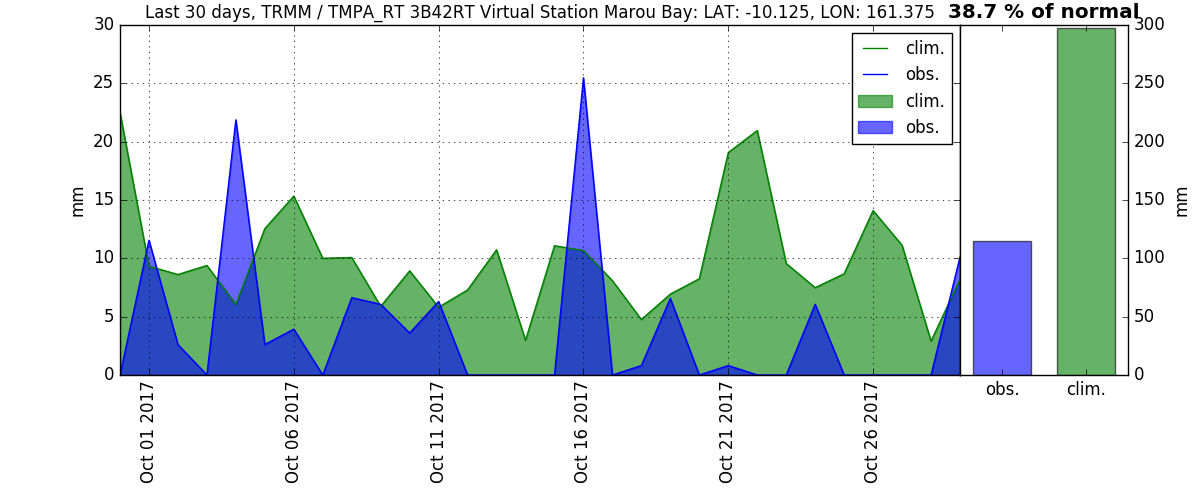 Last 30 days, TRMM / TMPA_RT 3B42RT Virtual Station Marou Bay: LAT: -10.125, LON: 161.375 38.7 % of normal
30
25
20
15
10
5
0
mm
clim.
obs.
clim.
obs.
300
250
200
150
100
50
0
mm
Oct 01 2017
Oct 06 2017
Oct 11 2017
Oct 16 2017
Oct 21 2017
Oct 26 2017
obs. clim.